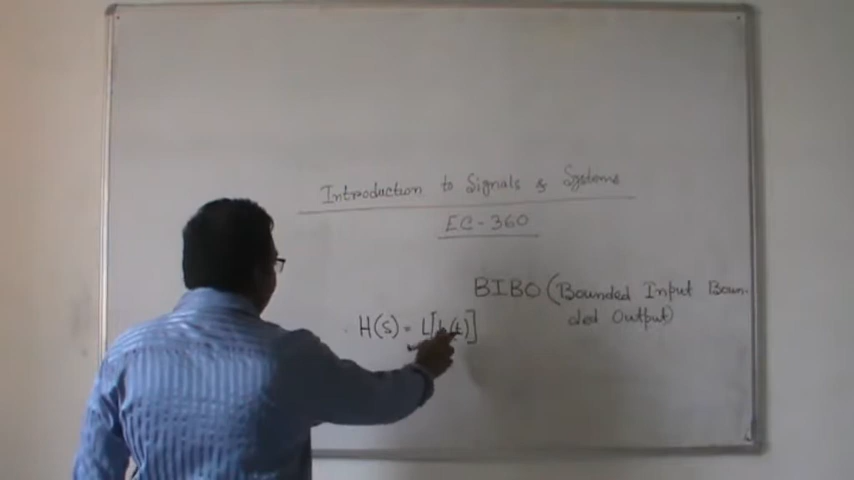 Introduction to Signals & Systems
EC-360
BIBO (Bounded Input Boun-
ded Output)
H(S) = L[h(t)]